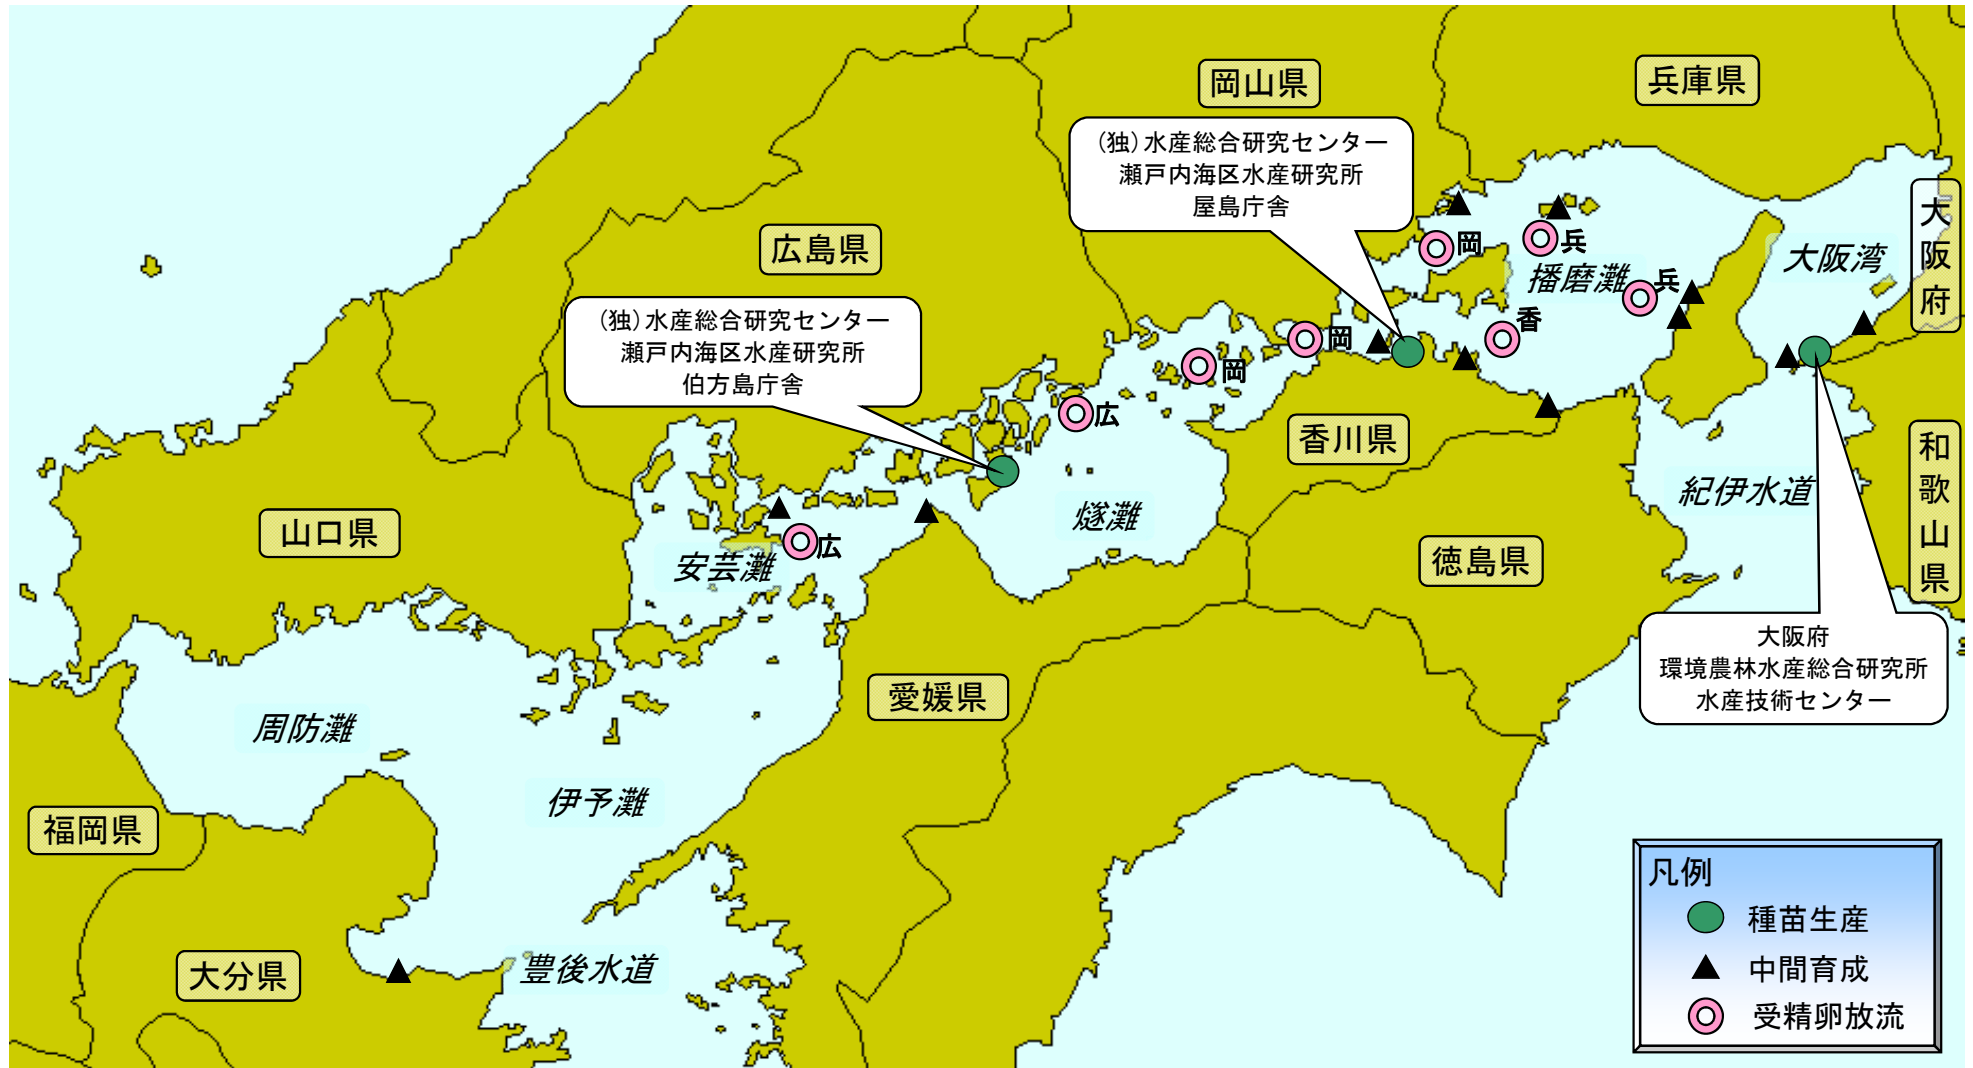 岡山県
兵庫県
(独)水産総合研究センター
瀬戸内海区水産研究所
屋島庁舎
大阪府
広島県
岡
兵
播磨灘
大阪湾
兵
(独)水産総合研究センター
瀬戸内海区水産研究所
伯方島庁舎
香
岡
岡
広
香川県
和歌山県
紀伊水道
燧灘
山口県
広
安芸灘
徳島県
大阪府
環境農林水産総合研究所
水産技術センター
愛媛県
周防灘
伊予灘
福岡県
大分県
豊後水道
凡例
種苗生産
中間育成
受精卵放流